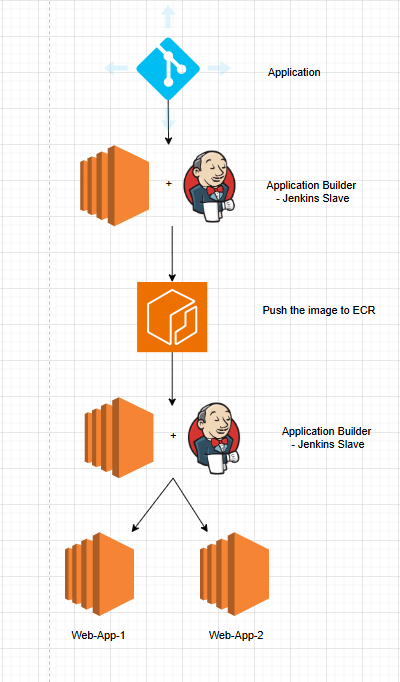 Application
+
Application Builder
- Jenkins Slave
Push the image to ECR
+
Application Builder
- Jenkins Slave
Web-App-1
Web-App-2